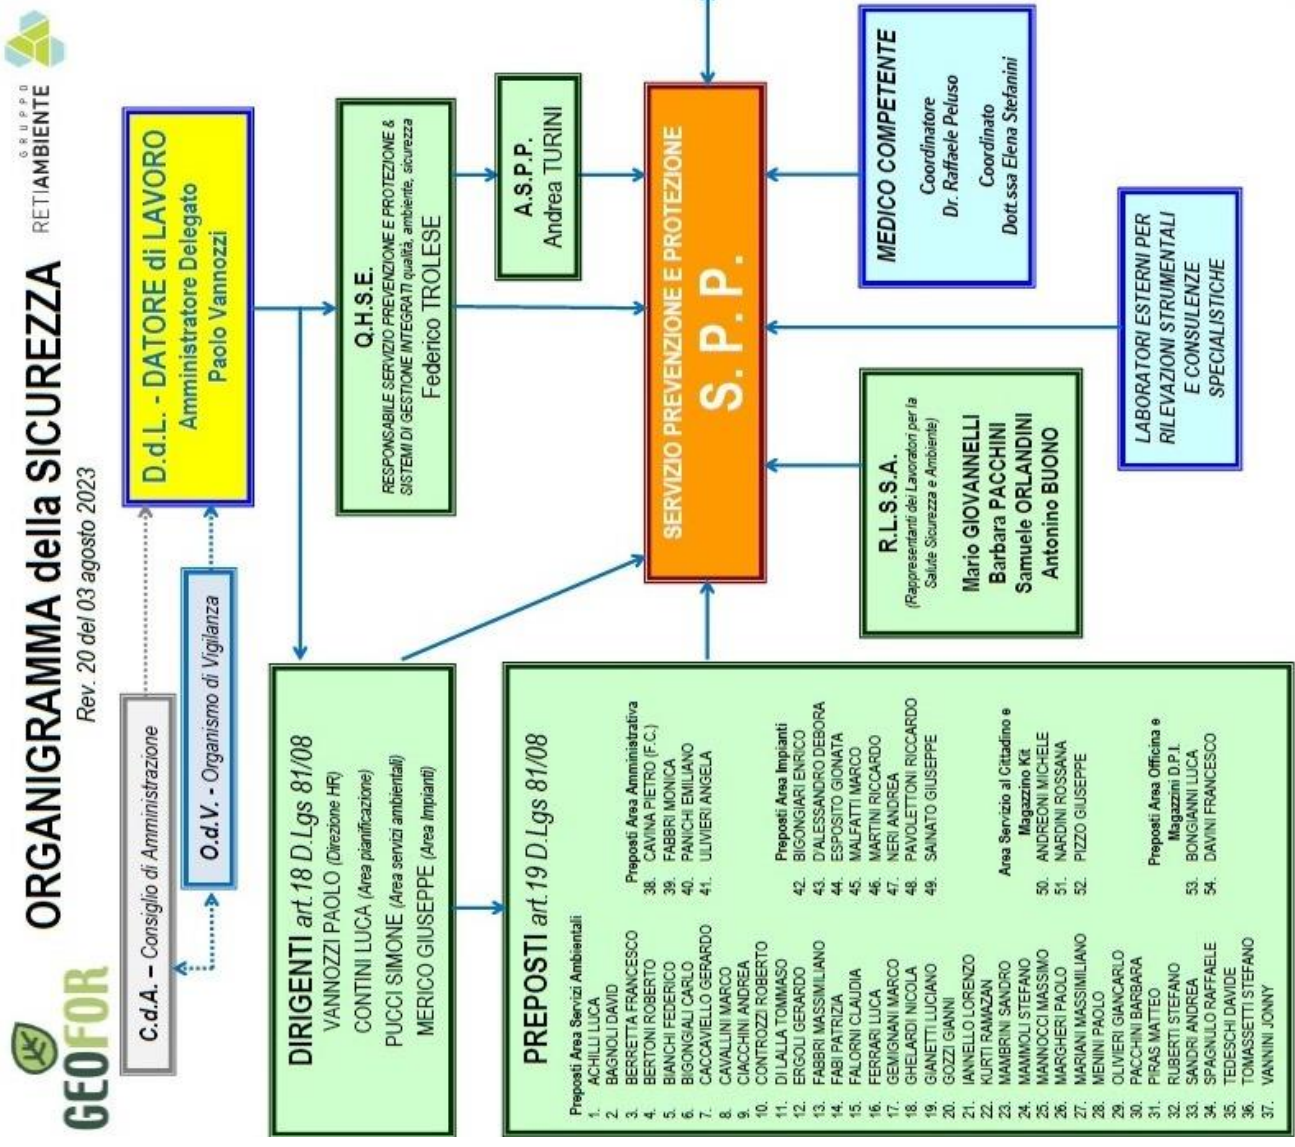 GEOFOR
ORGANIGRAMMA della SICUREZZA
Rev. 20 del 03 agosto 2023
GRUPPO
RETIAMBIENTE
C.d.A. – Consiglio di Amministrazione
O.d.V. - Organismo di Vigilanza
D.d.L. - DATORE di LAVORO
Amministratore Delegato
Paolo Vannozzi
DIRIGENTI art.18 D.Lgs 81/08
VANNOZZI PAOLO (Direzione HR)
CONTINI LUCA (Area pianificazione)
PUCCI SIMONE (Area servizi ambientali)
MERICO GIUSEPPE (Area Impianti)
Q.H.S.E.
RESPONSABILE SERVIZIO PREVENZIONE E PROTEZIONE &
SISTEMI DI GESTIONE INTEGRATI qualità, ambiente, sicurezza
Federico TROLESE
A.S.P.P.
Andrea TURINI
PREPOSTI art.19 D.Lgs 81/08
Preposti Area Servizi Ambientali
1. ACHILLI LUCA
2. BAGNOLI DAVID
3. BERRETTA FRANCESCO
4. BERTONI ROBERTO
5. BIANCHI FEDERICO
6. BIGONGIALI CARLO
7. CACCAVIELLO GERARDO
8. CAVALLINI MARCO
9. CIACCHINI ANDREA
10. CONTROZZI ROBERTO
11. DI LALLA TOMMASO
12. ERGOLI GERARDO
13. FABBRI MASSIMILIANO
14. FABI PATRIZIA
15. FALORNI CLAUDIA
16. FERRARI LUCA
17. GEMIGNANI MARCO
18. GHELARDI NICOLA
19. GIANETTI LUCIANO
20. GOZZI GIANNI
21. IANNELLO LORENZO
22. KURTI RAMAZAN
23. MAMBRINI SANDRO
24. MAMMOLI STEFANO
25. MANNOCCI MASSIMO
26. MARGHERI PAOLO
27. MARIANI MASSIMILIANO
28. MENINI PAOLO
29. OLIVIERI GIANCARLO
30. PACCHINI BARBARA
31. PIRAS MATTEO
32. RUBERTI STEFANO
33. SANDRI ANDREA
34. SPAGNULO RAFFAELE
35. TEDESCHI DAVIDE
36. TOMASSETTI STEFANO
37. VANNINI JONNY
Preposti Area Amministrativa
38. CAVINA PIETRO (F.C.)
39. FABBRI MONICA
40. PANICHI EMILIANO
41. ULIVIERI ANGELA
Preposti Area Impianti
42. BIGONGIARI ENRICO
43. D'ALESSANDRO DEBORA
44. ESPOSITO GIONATA
45. MALFATTI MARCO
46. MARTINI RICCARDO
47. NERI ANDREA
48. PAVOLETTONI RICCARDO
49. SAINATO GIUSEPPE
Area Servizio al Cittadino e
Magazzino Kit
50. ANDREONI MICHELE
51. NARDINI ROSSANA
52. PIZZO GIUSEPPE
Preposti Area Officina e
Magazzini D.P.I.
53. BONGIANNI LUCA
54. DAVINI FRANCESCO
SERVIZIO PREVENZIONE E PROTEZIONE
S. P. P.
R.L.S.S.A.
(Rappresentanti dei Lavoratori per la
Salute Sicurezza e Ambiente)
Mario GIOVANNELLI
Barbara PACCHINI
Samuele ORLANDINI
Antonino BUONO
MEDICO COMPETENTE
Coordinatore
Dr. Raffaele Peluso
Coordinato
Dott.ssa Elena Stefanini
LABORATORI ESTERNI PER
RILEVAZIONI STRUMENTALI
E CONSULENZE
SPECIALISTICHE